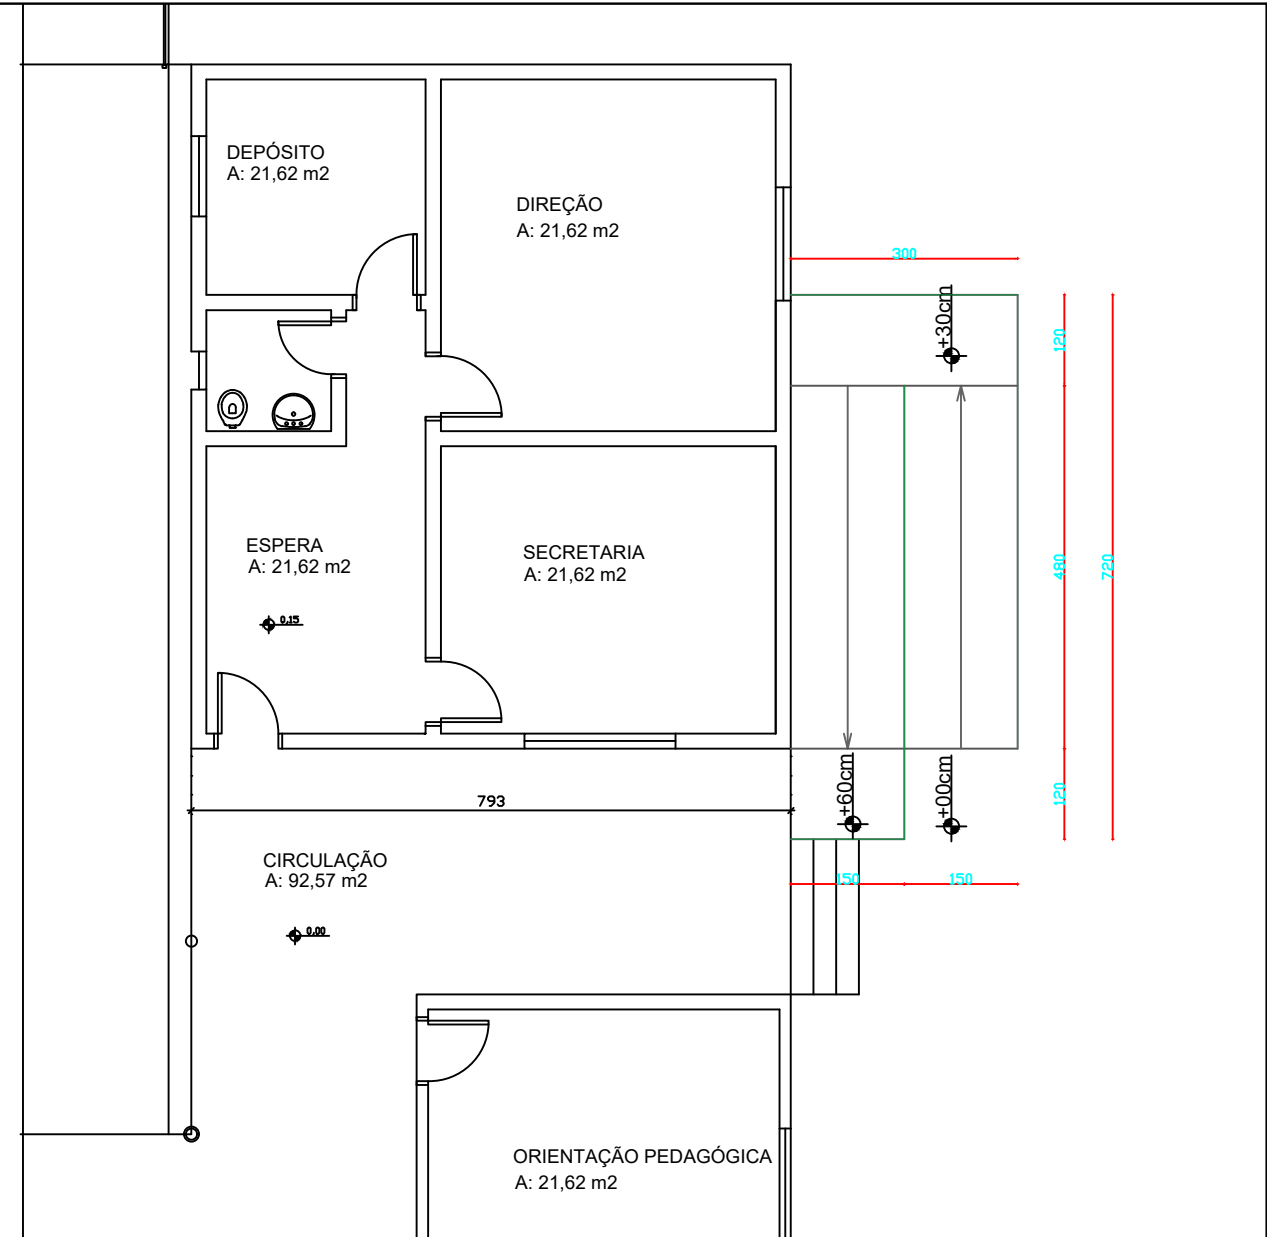 DEPÓSITO
A: 21,62 m2
DIREÇÃO
A: 21,62 m2
300
+30cm
120
ESPERA
A: 21,62 m2
SECRETARIA
A: 21,62 m2
480
720
0,15
793
+60cm
+00cm
120
CIRCULAÇÃO
A: 92,57 m2
150
150
0,00
ORIENTAÇÃO PEDAGÓGICA
A: 21,62 m2